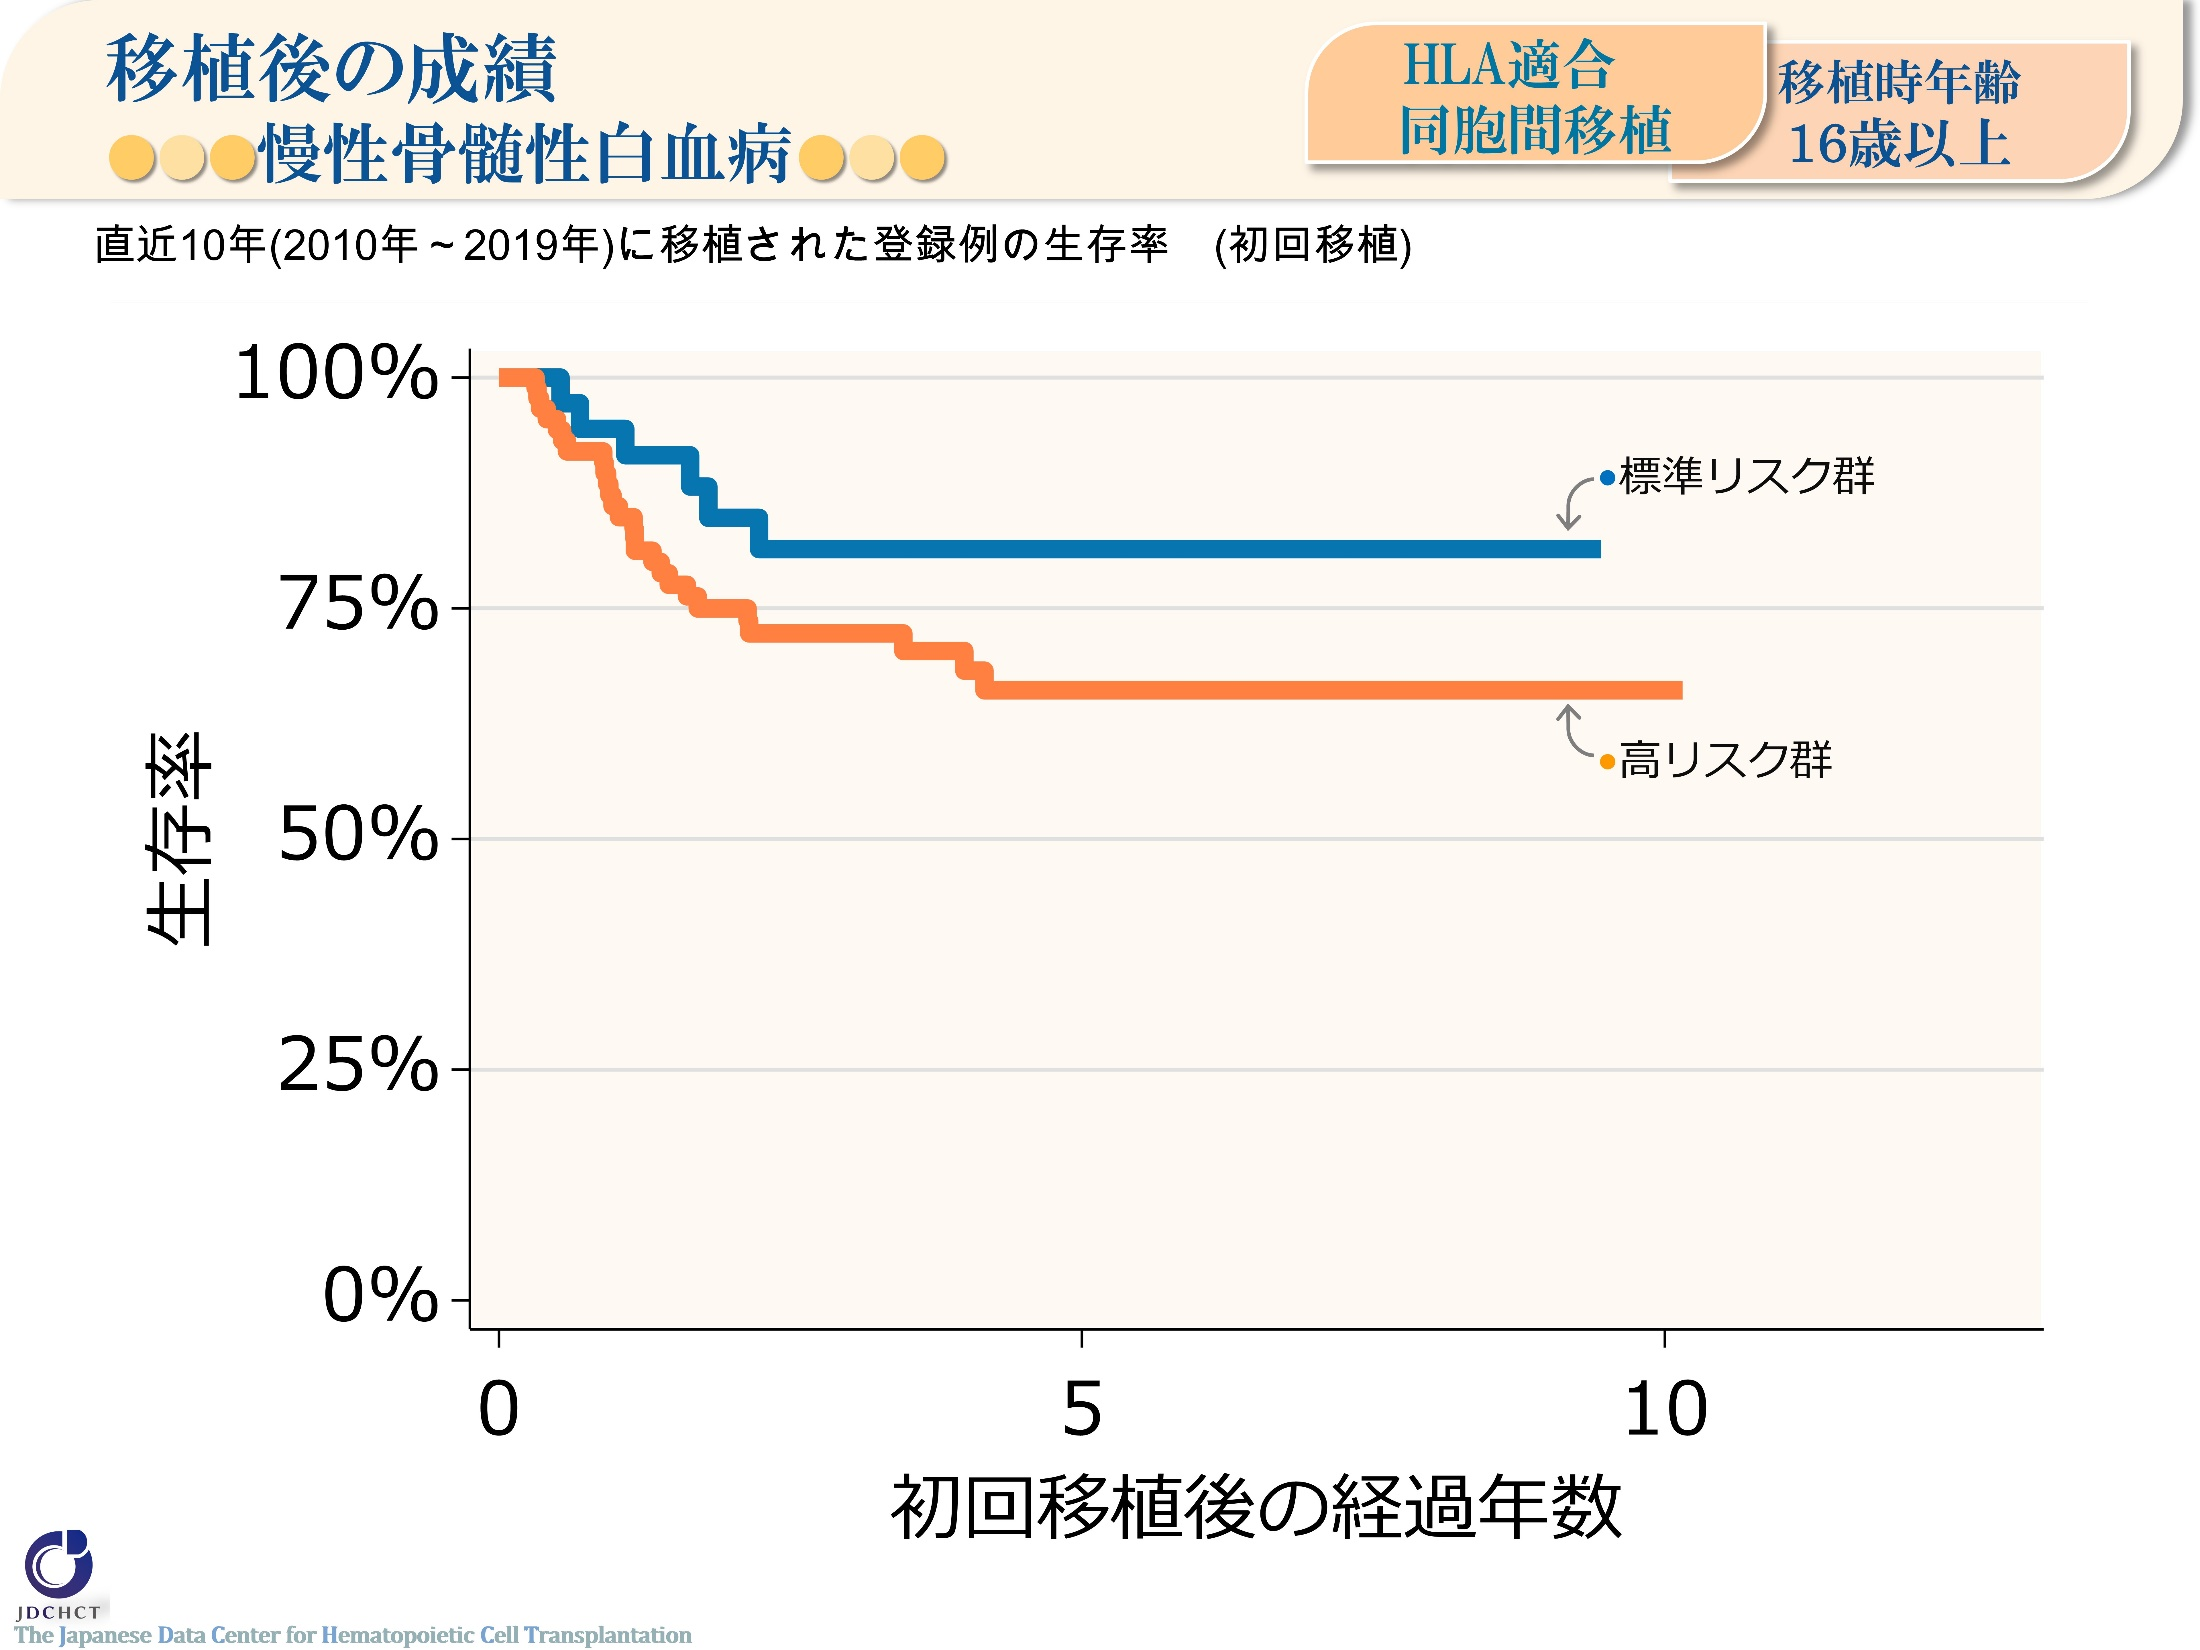 移植後の成績
慢性骨髄性白血病
HLA適合
同胞間移植
移植時年齢
16歳以上
直近10年(2010年～2019年)に移植された登録例の生存率　(初回移植)
100%
75%
50%
25%
0%
生存率
標準リスク群
高リスク群
0 5 10
初回移植後の経過年数
JDCHCT
The Japanese Data Center for Hematopoietic Cell Transplantation